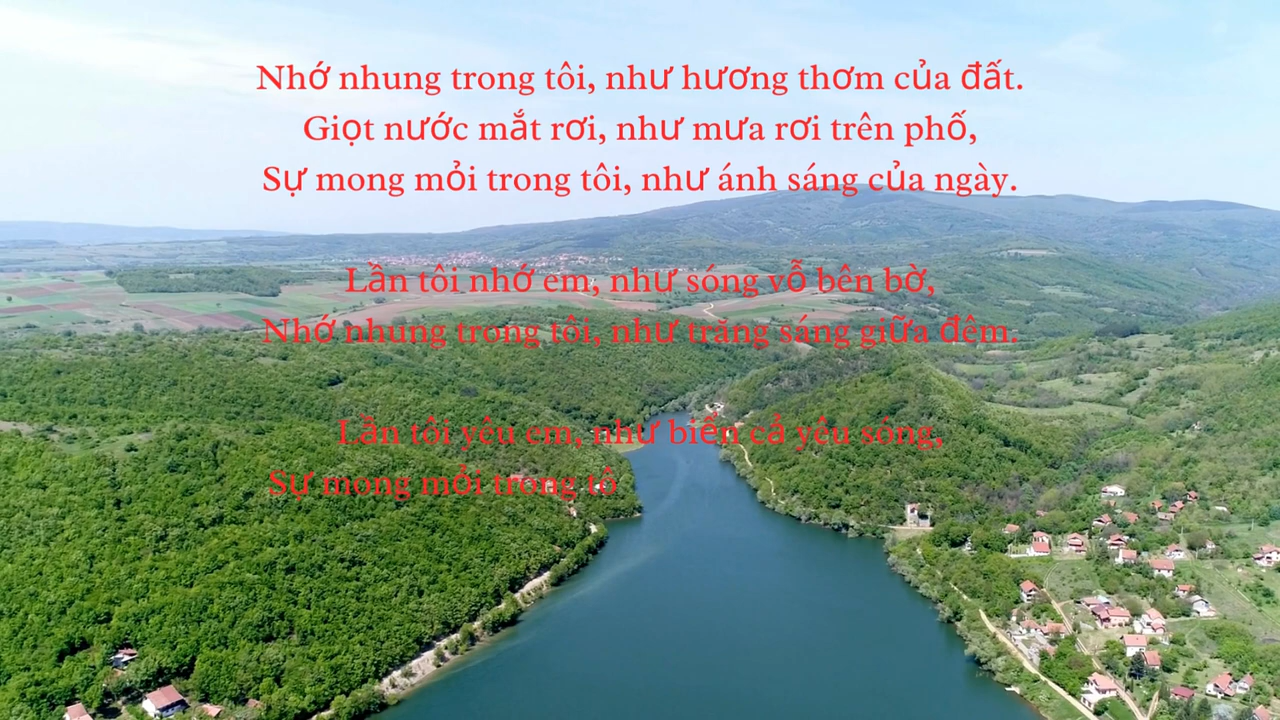 Nhớ nhung trong tôi, như hương thơm của đất.
Giọt nước mắt rơi, như mưa rơi trên phố,
Sự mong mỏi trong tôi, như ánh sáng của ngày.
Lần tôi nhớ em, như sóng vỗ bên bờ,
Nhớ nhung trong tôi, như trăng sáng giữa đêm.
Lần tôi yêu em, như biển cả yêu sóng,
Sự mong mỏi trong tô